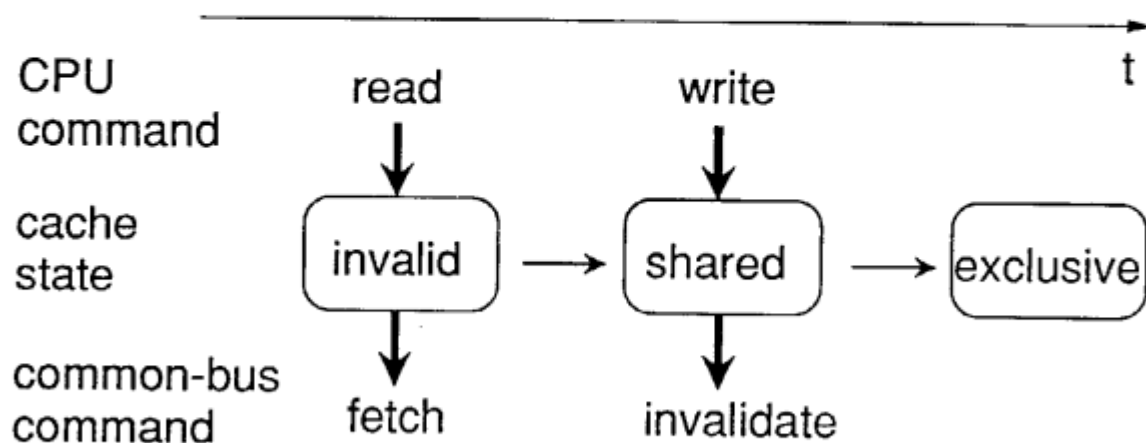 t
CPU
command
read
write
cache
state
invalid
shared
exclusive
common-bus
command
fetch
invalidate